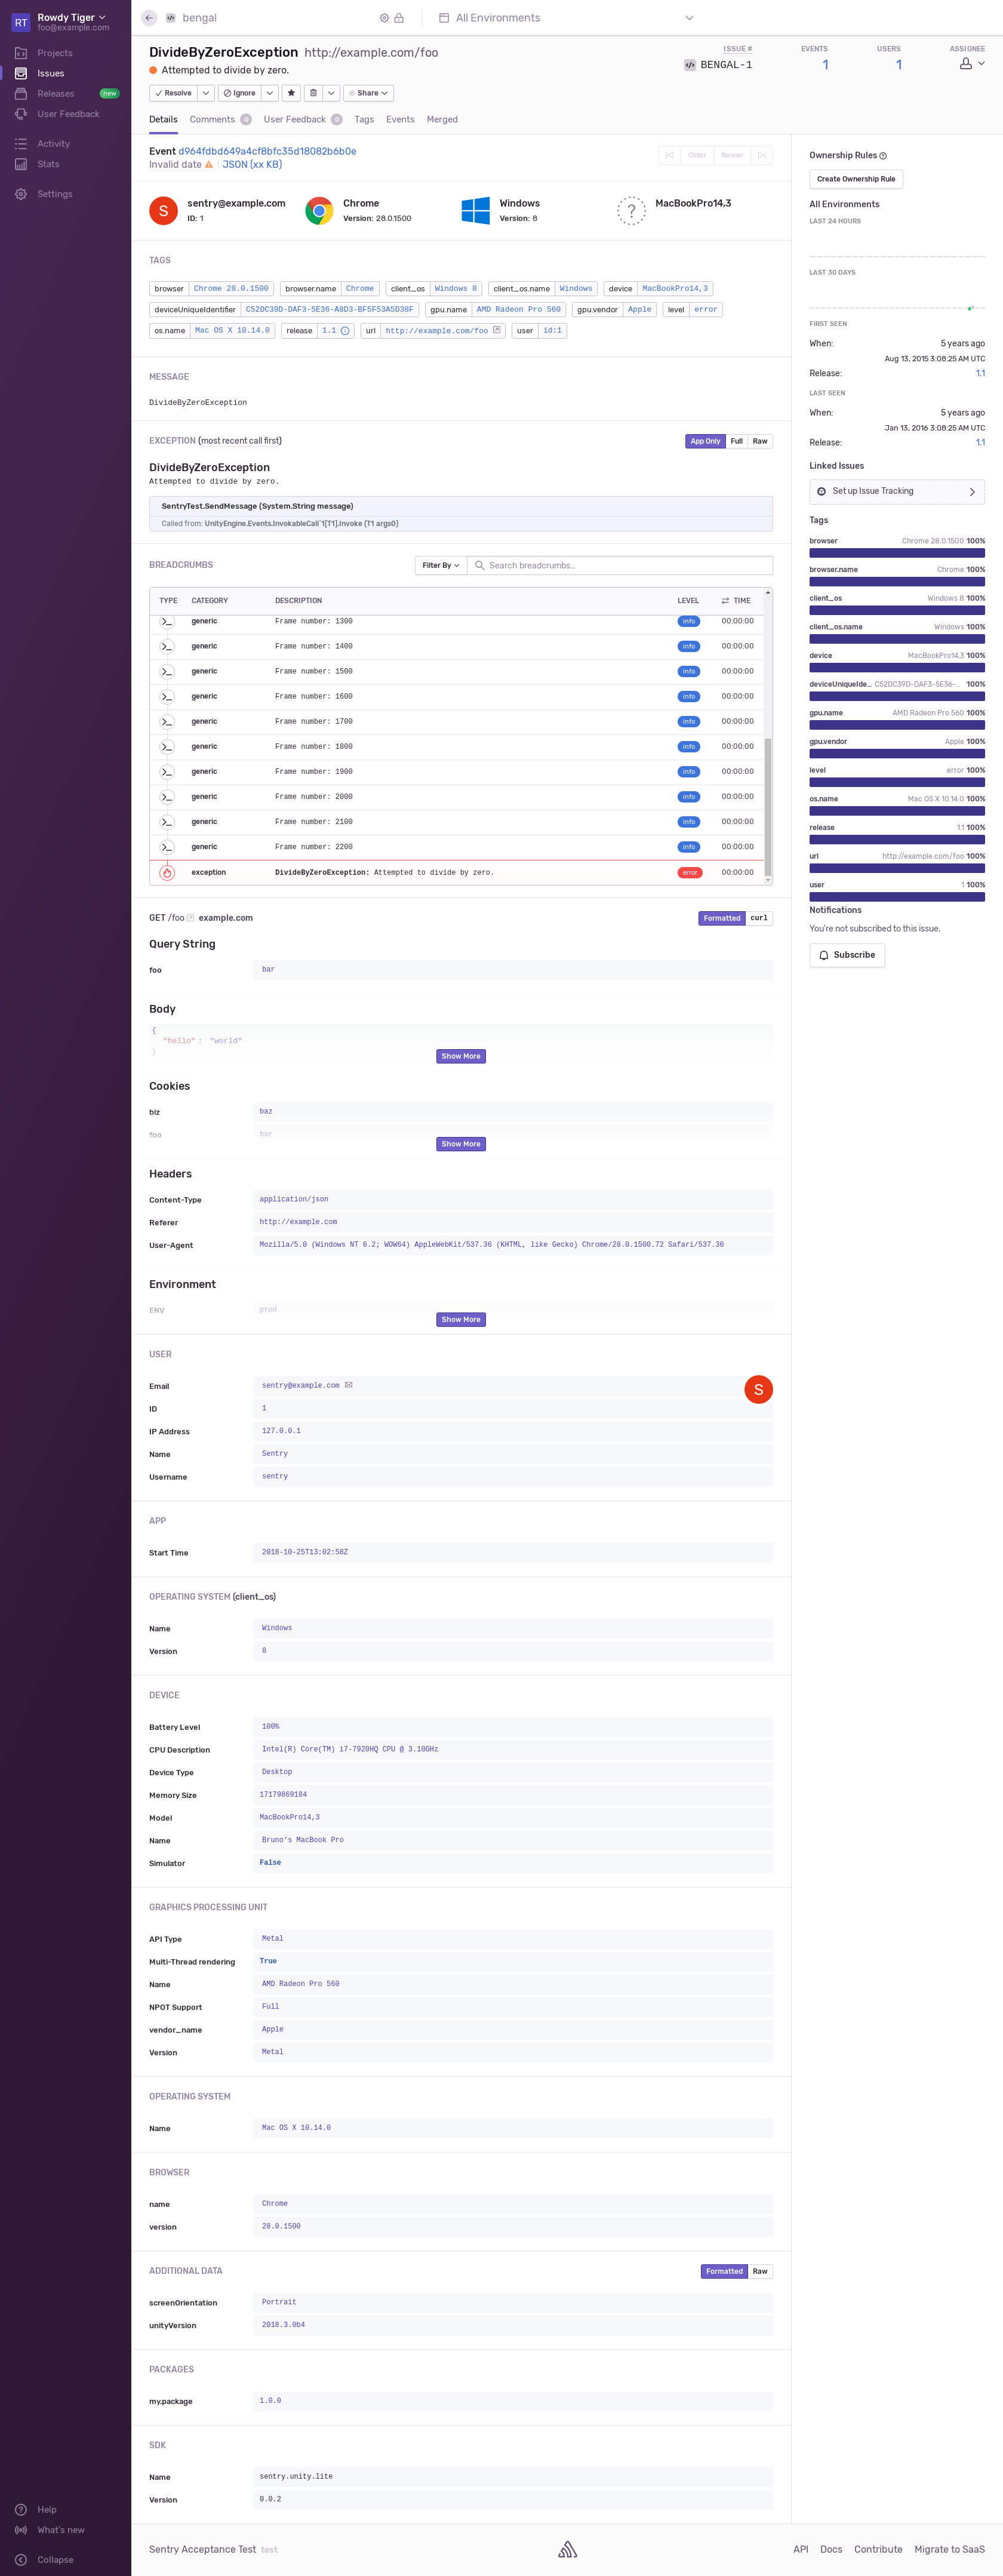 RT
Rowdy Tiger
foo@example.com
Projects
Issues
Releases new
User Feedback
Activity
Stats
Settings
Help
What's new
Collapse
bengal
All Environments
DivideByZeroException http://example.com/foo
Attempted to divide by zero.
Resolve Ignore Share
ISSUE # EVENTS USERS ASSIGNEE
BENGAL-1 1 1
Details Comments 0 User Feedback 0 Tags Events Merged
Event d964fdbd649a4cf8bfc35d18082b6b0e
Invalid date JSON (xx KB)
Older Newer
S sentry@example.com
ID: 1
Chrome
Version: 28.0.1500
Windows
Version: 8
? MacBookPro14,3
TAGS
browser Chrome 28.0.1500 browser.name Chrome client_os Windows 8 client_os.name Windows device MacBookPro14,3
deviceUniqueIdentifier C52DC39D-DAF3-5E36-A8D3-BF5F53A5D38F gpu.name AMD Radeon Pro 560 gpu.vendor Apple level error
os.name Mac OS X 10.14.0 release 1.1 url http://example.com/foo user id:1
MESSAGE
DivideByZeroException
EXCEPTION (most recent call first)
App Only Full Raw
DivideByZeroException
Attempted to divide by zero.
SentryTest.SendMessage (System.String message)
Called from: UnityEngine.Events.InvokableCall`1[T1].Invoke (T1 args0)
BREADCRUMBS
Filter By Search breadcrumbs...
TYPE CATEGORY DESCRIPTION LEVEL TIME
generic Frame number: 1300 info 00:00:00
generic Frame number: 1400 info 00:00:00
generic Frame number: 1500 info 00:00:00
generic Frame number: 1600 info 00:00:00
generic Frame number: 1700 info 00:00:00
generic Frame number: 1800 info 00:00:00
generic Frame number: 1900 info 00:00:00
generic Frame number: 2000 info 00:00:00
generic Frame number: 2100 info 00:00:00
generic Frame number: 2200 info 00:00:00
exception DivideByZeroException: Attempted to divide by zero. error 00:00:00
GET /foo example.com
Formatted curl
Query String
foo bar
Body
{
"hello": "world"
}
Show More
Cookies
biz baz
foo bar
Show More
Headers
Content-Type application/json
Referer http://example.com
User-Agent Mozilla/5.0 (Windows NT 6.2; WOW64) AppleWebKit/537.36 (KHTML, like Gecko) Chrome/28.0.1500.72 Safari/537.36
Environment
ENV prod
Show More
USER
Email sentry@example.com
S
ID 1
IP Address 127.0.0.1
Name Sentry
Username sentry
APP
Start Time 2018-10-25T13:02:58Z
OPERATING SYSTEM (client_os)
Name Windows
Version 8
DEVICE
Battery Level 100%
CPU Description Intel(R) Core(TM) i7-7920HQ CPU @ 3.10GHz
Device Type Desktop
Memory Size 17179869184
Model MacBookPro14,3
Name Bruno's MacBook Pro
Simulator False
GRAPHICS PROCESSING UNIT
API Type Metal
Multi-Thread rendering True
Name AMD Radeon Pro 560
NPOT Support Full
vendor_name Apple
Version Metal
OPERATING SYSTEM
Name Mac OS X 10.14.0
BROWSER
name Chrome
version 28.0.1500
ADDITIONAL DATA
Formatted Raw
screenOrientation Portrait
unityVersion 2018.3.0b4
PACKAGES
my.package 1.0.0
SDK
Name sentry.unity.lite
Version 0.0.2
Ownership Rules
Create Ownership Rule
All Environments
LAST 24 HOURS
LAST 30 DAYS
FIRST SEEN
When: 5 years ago
Aug 13, 2015 3:08:25 AM UTC
Release: 1.1
LAST SEEN
When: 5 years ago
Jan 13, 2016 3:08:25 AM UTC
Release: 1.1
Linked Issues
Set up Issue Tracking
Tags
browser Chrome 28.0.1500 100%
browser.name Chrome 100%
client_os Windows 8 100%
client_os.name Windows 100%
device MacBookPro14,3 100%
deviceUniqueIde... C52DC39D-DAF3-5E36-... 100%
gpu.name AMD Radeon Pro 560 100%
gpu.vendor Apple 100%
level error 100%
os.name Mac OS X 10.14.0 100%
release 1.1 100%
url http://example.com/foo 100%
user 1 100%
Notifications
You're not subscribed to this issue.
Subscribe
Sentry Acceptance Test test
API Docs Contribute Migrate to SaaS